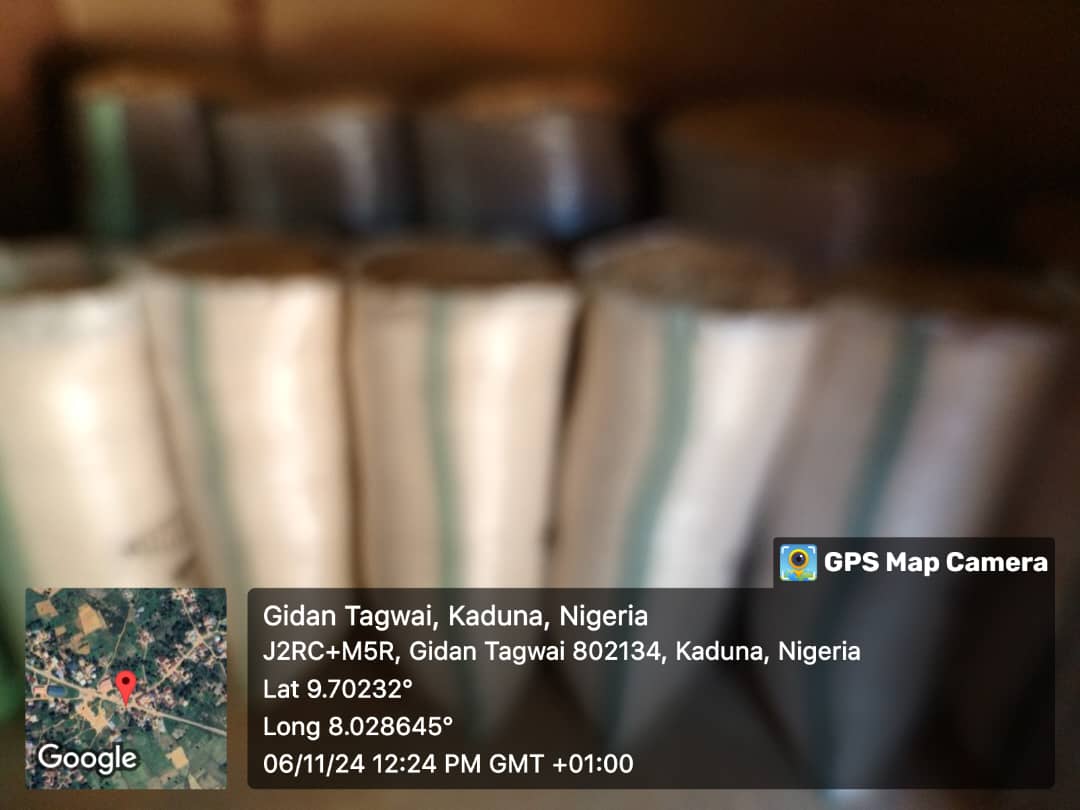 GPS Map Camera
Gidan Tagwai, Kaduna, Nigeria
J2RC+M5R, Gidan Tagwai 802134, Kaduna, Nigeria
Lat 9.70232°
Long 8.028645°
06/11/24 12:24 PM GMT +01:00
Google